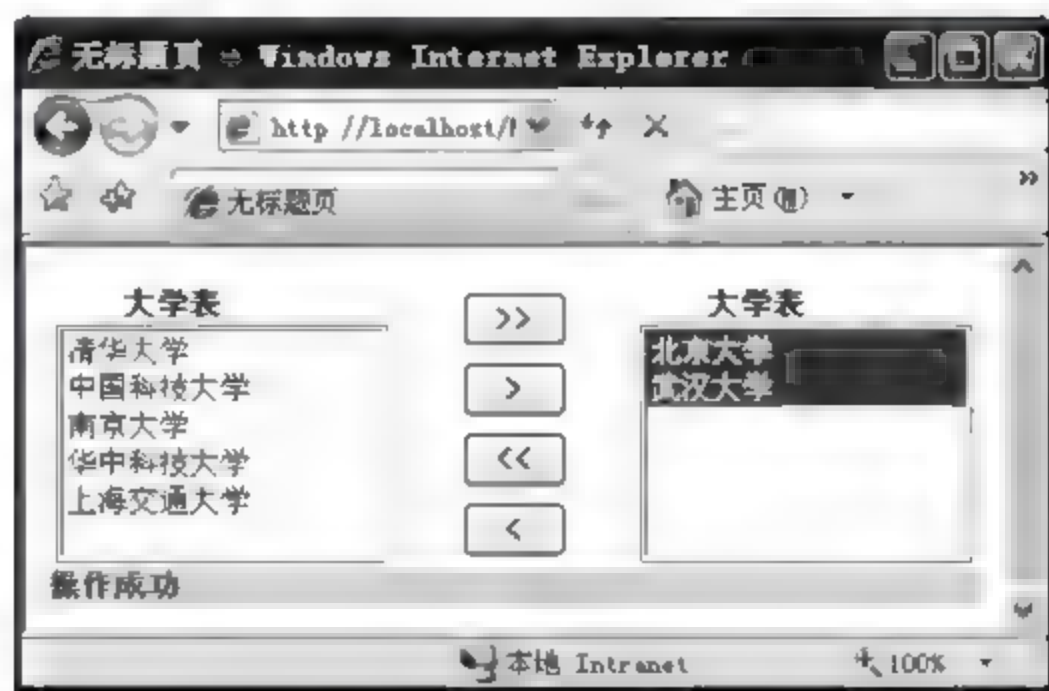 无标题页 - Windows Internet Explorer
http //localhost/
无标题页
主页
»
大学表
清华大学
中国科技大学
南京大学
华中科技大学
上海交通大学
>>
>
<<
<
大学表
北京大学
武汉大学
操作成功
本地 Intranet
100%